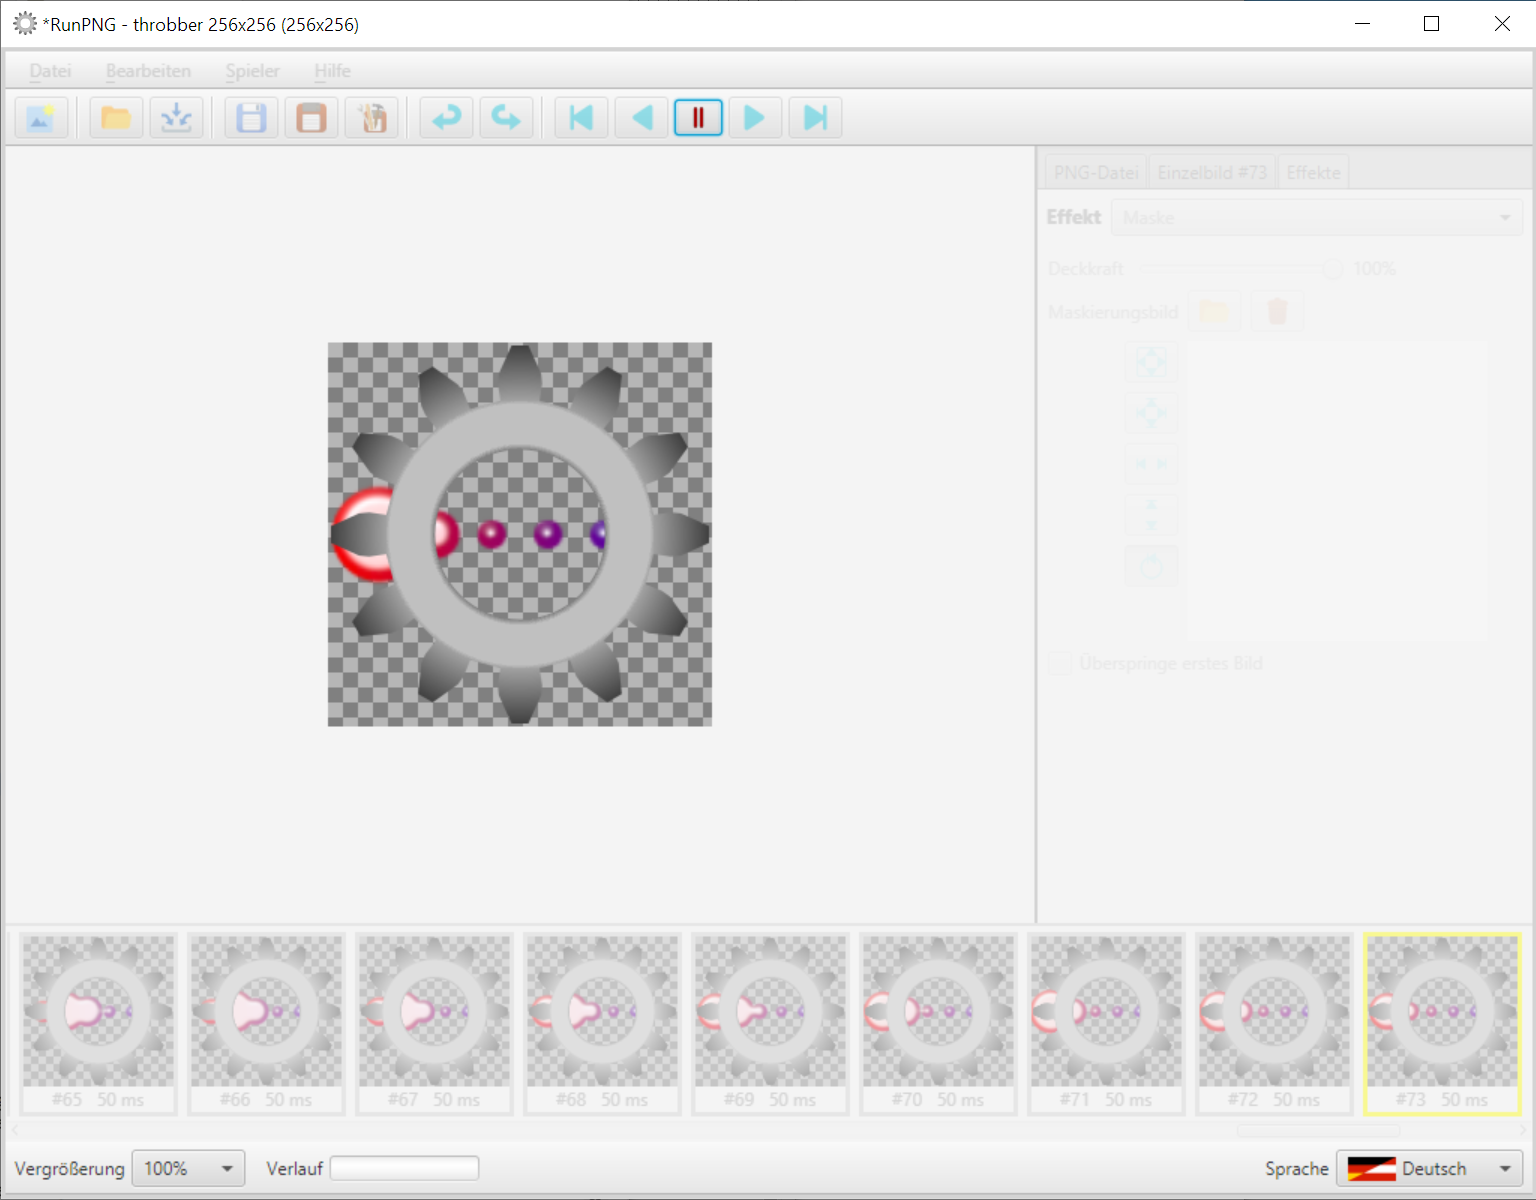 *RunPNG - throbber 256x256 (256x256)
Datei Bearbeiten Spieler Hilfe
PNG-Datei Einzelbild #73 Effekte
Effekt Maske
Deckkraft 100%
Maskierungsbild
Überspringe erstes Bild
#65 50 ms
#66 50 ms
#67 50 ms
#68 50 ms
#69 50 ms
#70 50 ms
#71 50 ms
#72 50 ms
#73 50 ms
Vergrößerung 100% Verlauf Sprache Deutsch